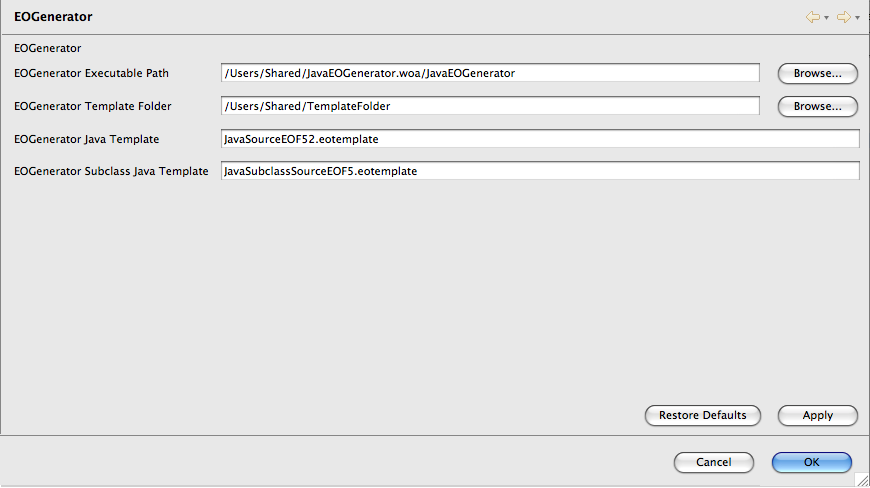 EOGenerator
EOGenerator
EOGenerator Executable Path /Users/Shared/JavaEOGenerator.woa/JavaEOGenerator Browse...
EOGenerator Template Folder /Users/Shared/TemplateFolder Browse...
EOGenerator Java Template JavaSourceEOF52.eotemplate
EOGenerator Subclass Java Template JavaSubclassSourceEOF5.eotemplate
Restore Defaults Apply
Cancel OK